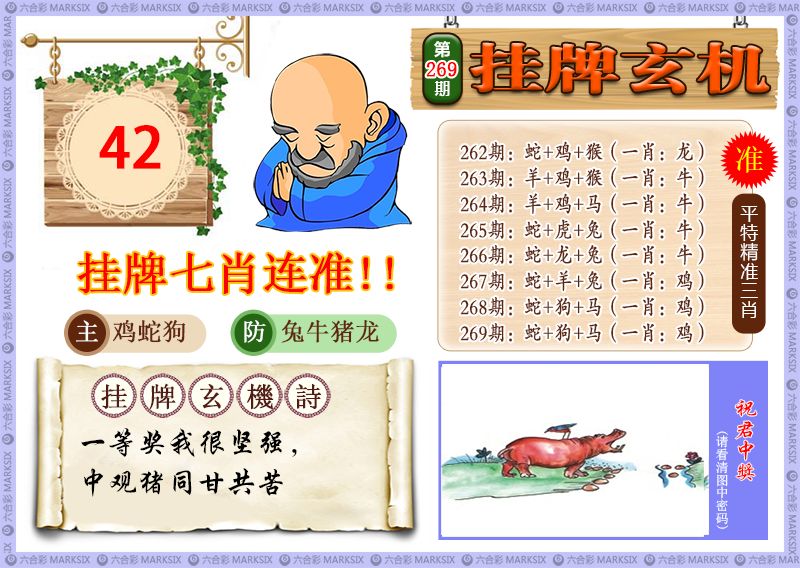 六合彩 MARKSIX
42
第
269
期
挂牌玄机
准
262期：蛇+鸡+猴（一肖：龙）
263期：羊+鸡+猴（一肖：牛）
264期：羊+鸡+马（一肖：牛）
265期：蛇+虎+兔（一肖：牛）
266期：蛇+龙+兔（一肖：牛）
267期：蛇+羊+兔（一肖：鸡）
268期：蛇+狗+马（一肖：鸡）
269期：蛇+狗+马（一肖：鸡）
平特精准三肖
挂牌七肖连准!!
主 鸡蛇狗
防 兔牛猪龙
挂牌玄機詩
一等奖我很坚强，
中观猪同甘共苦
祝君中奖
（请看清图中密码）